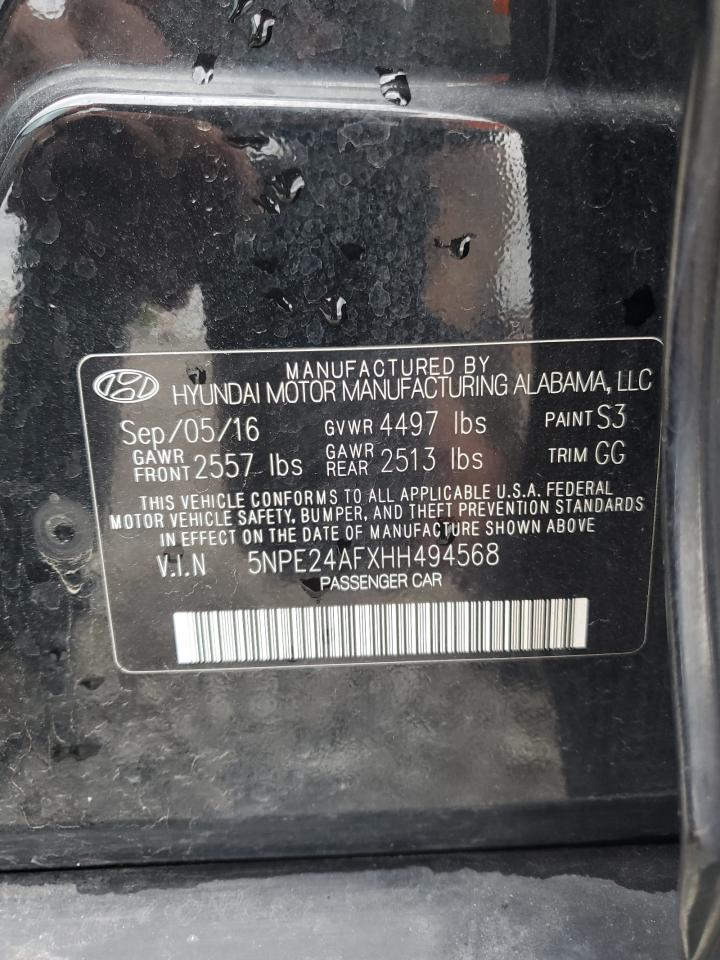 MANUFACTURED BY
HYUNDAI MOTOR MANUFACTURING ALABAMA, LLC
Sep/05/16 GVWR 4497 lbs PAINT S3
GAWR FRONT 2557 lbs GAWR REAR 2513 lbs TRIM GG
THIS VEHICLE CONFORMS TO ALL APPLICABLE U.S.A. FEDERAL
MOTOR VEHICLE SAFETY, BUMPER, AND THEFT PREVENTION STANDARDS
IN EFFECT ON THE DATE OF MANUFACTURE SHOWN ABOVE
V.I.N 5NPE24AFXHH494568
PASSENGER CAR